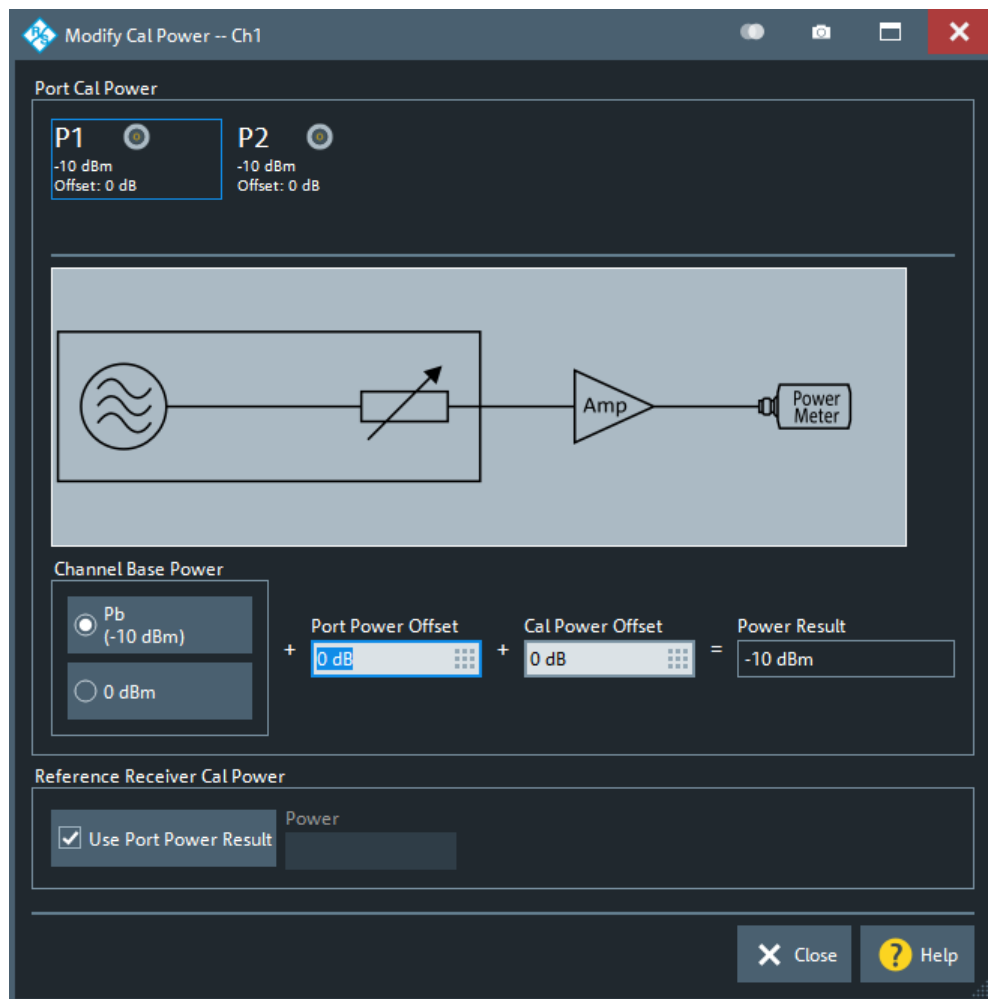 R&S
Modify Cal Power -- Ch1
Port Cal Power
P1
-10 dBm
Offset: 0 dB
P2
-10 dBm
Offset: 0 dB
Amp
Power
Meter
Channel Base Power
Pb
(-10 dBm)
0 dBm
+
Port Power Offset
0 dB
+
Cal Power Offset
0 dB
=
Power Result
-10 dBm
Reference Receiver Cal Power
Use Port Power Result
Power
Close
? Help